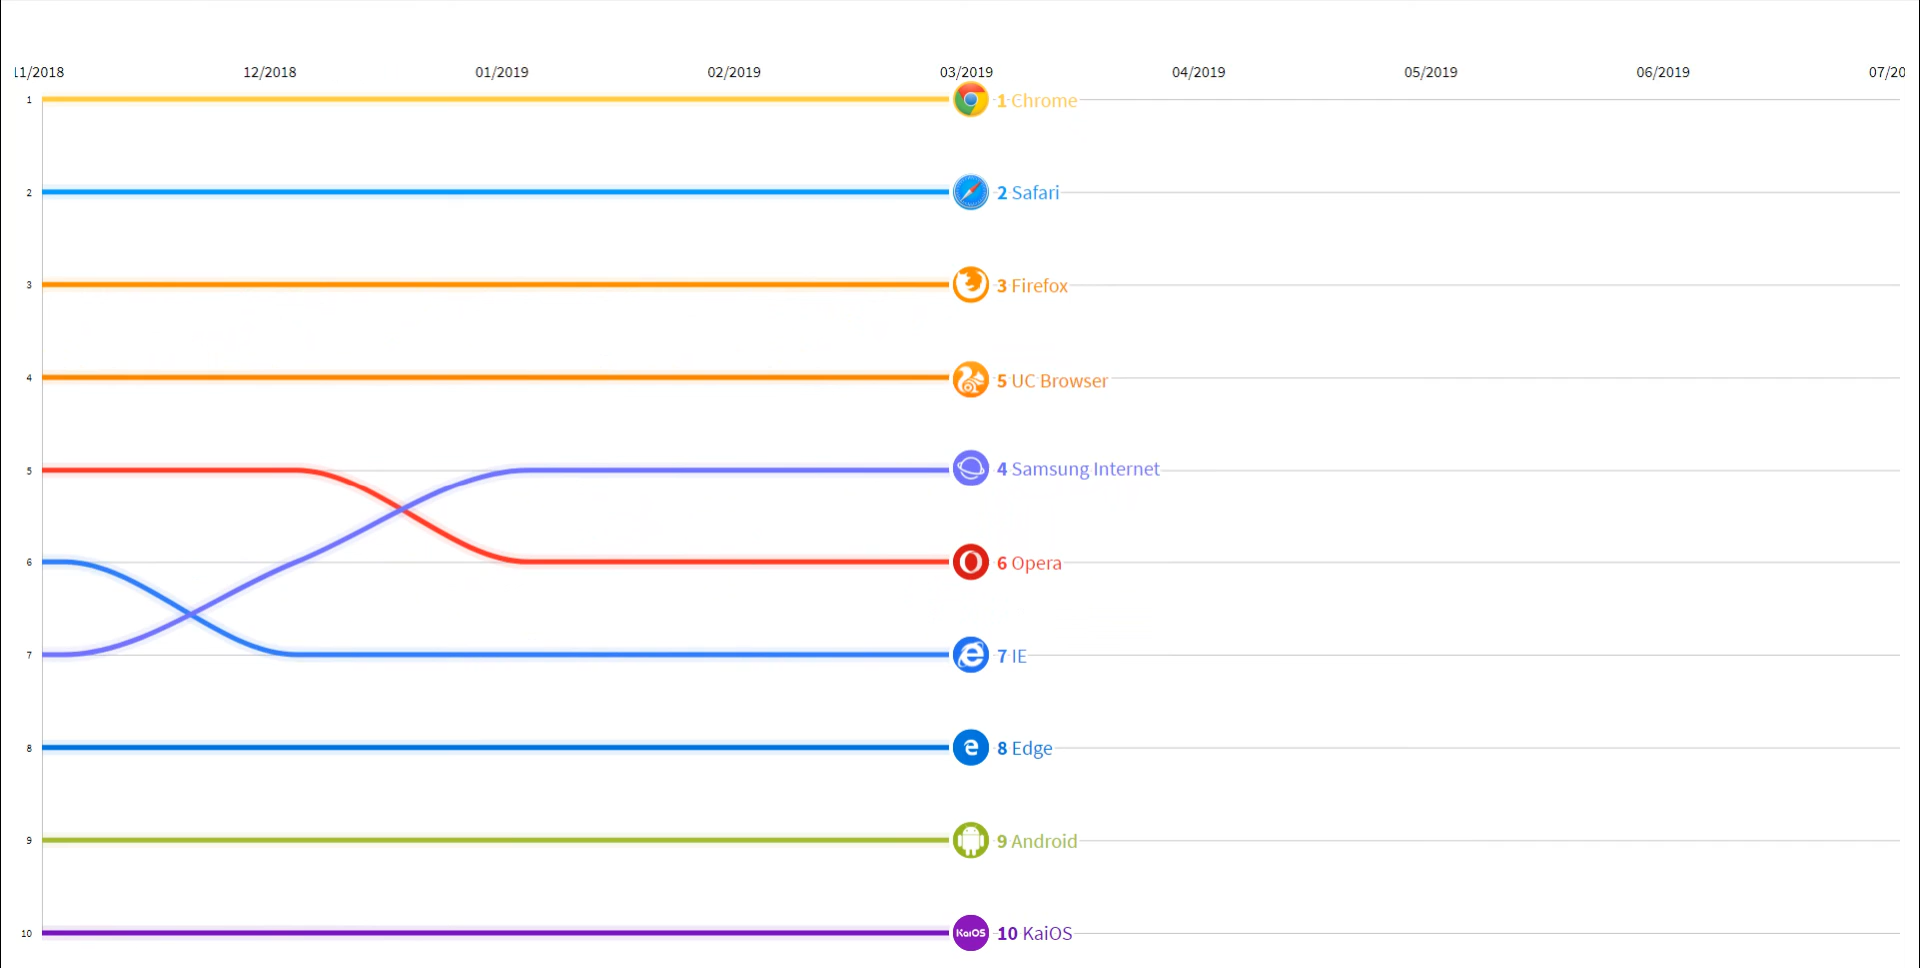 11/2018 12/2018 01/2019 02/2019 03/2019 04/2019 05/2019 06/2019 07/20
1 1 Chrome
2 2 Safari
3 3 Firefox
4 5 UC Browser
5 4 Samsung Internet
6 6 Opera
7 7 IE
8 8 Edge
9 9 Android
10 KaiOS 10 KaiOS